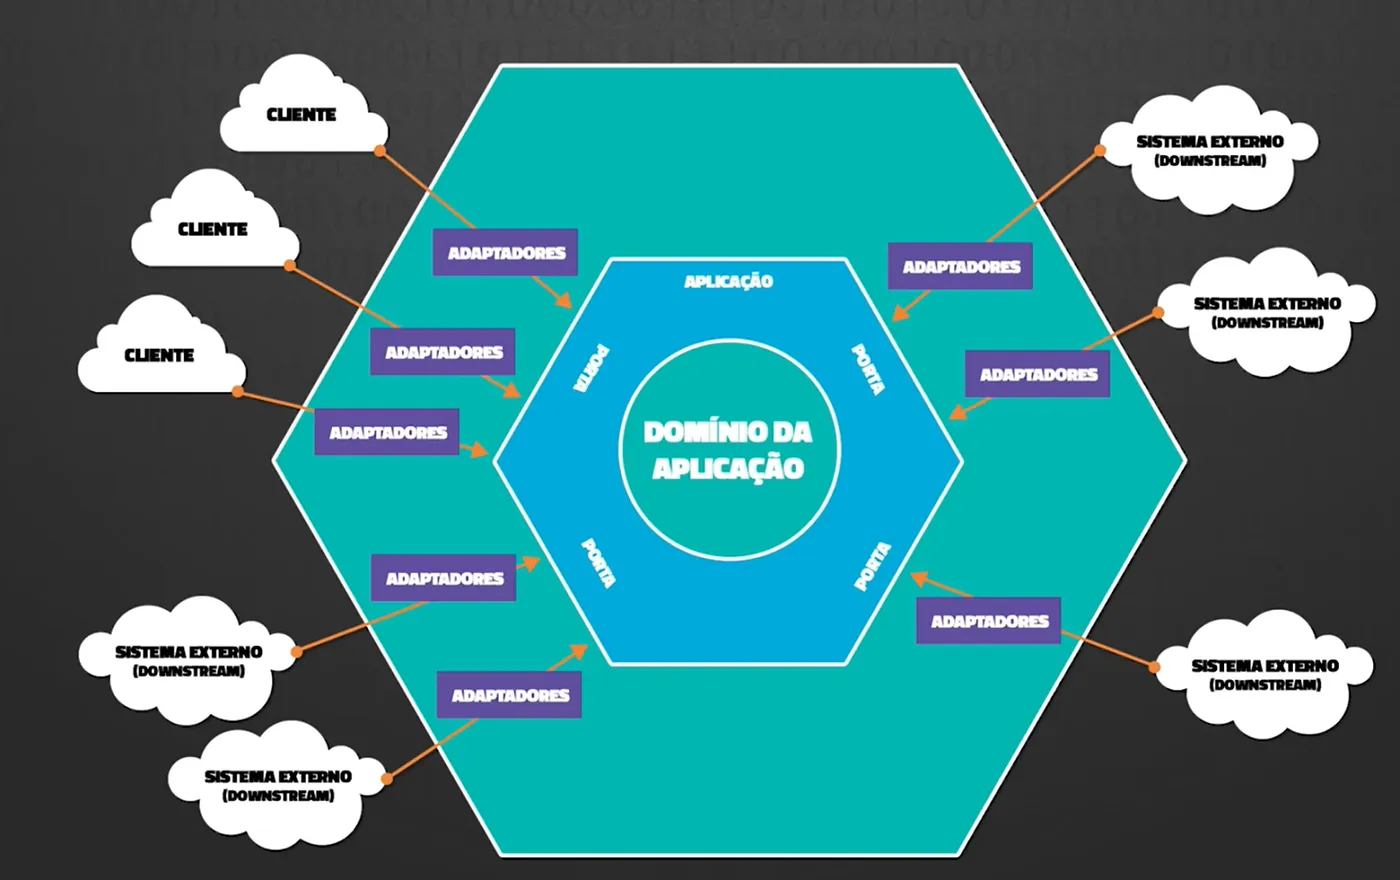 CLIENTE
SISTEMA EXTERNO
(DOWNSTREAM)
CLIENTE
ADAPTADORES
ADAPTADORES
APLICAÇÃO
SISTEMA EXTERNO
(DOWNSTREAM)
CLIENTE
ADAPTADORES
PORTA
PORTA
ADAPTADORES
ADAPTADORES
DOMÍNIO DA
APLICAÇÃO
ADAPTADORES
PORTA
PORTA
ADAPTADORES
SISTEMA EXTERNO
(DOWNSTREAM)
SISTEMA EXTERNO
(DOWNSTREAM)
ADAPTADORES
SISTEMA EXTERNO
(DOWNSTREAM)